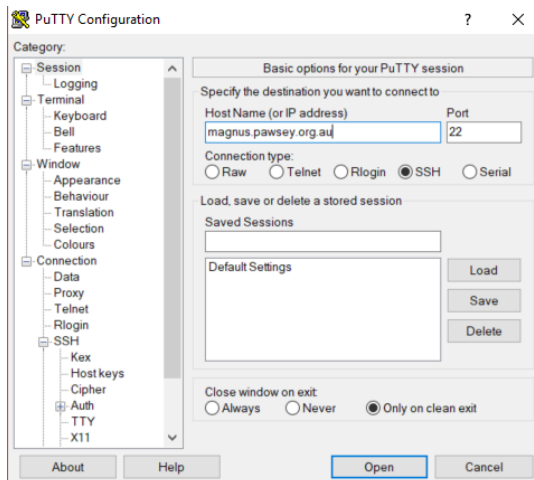 PuTTY Configuration ? ×
Category:
Session
Logging
Terminal
Keyboard
Bell
Features
Window
Appearance
Behaviour
Translation
Selection
Colours
Connection
Data
Proxy
Telnet
Rlogin
SSH
Kex
Host keys
Cipher
Auth
TTY
X11
Basic options for your PuTTY session
Specify the destination you want to connect to
Host Name (or IP address) Port
magnus.pawsey.org.au 22
Connection type:
Raw Telnet Rlogin SSH Serial
Load, save or delete a stored session
Saved Sessions
Default Settings
Load
Save
Delete
Close window on exit:
Always Never Only on clean exit
About Help Open Cancel